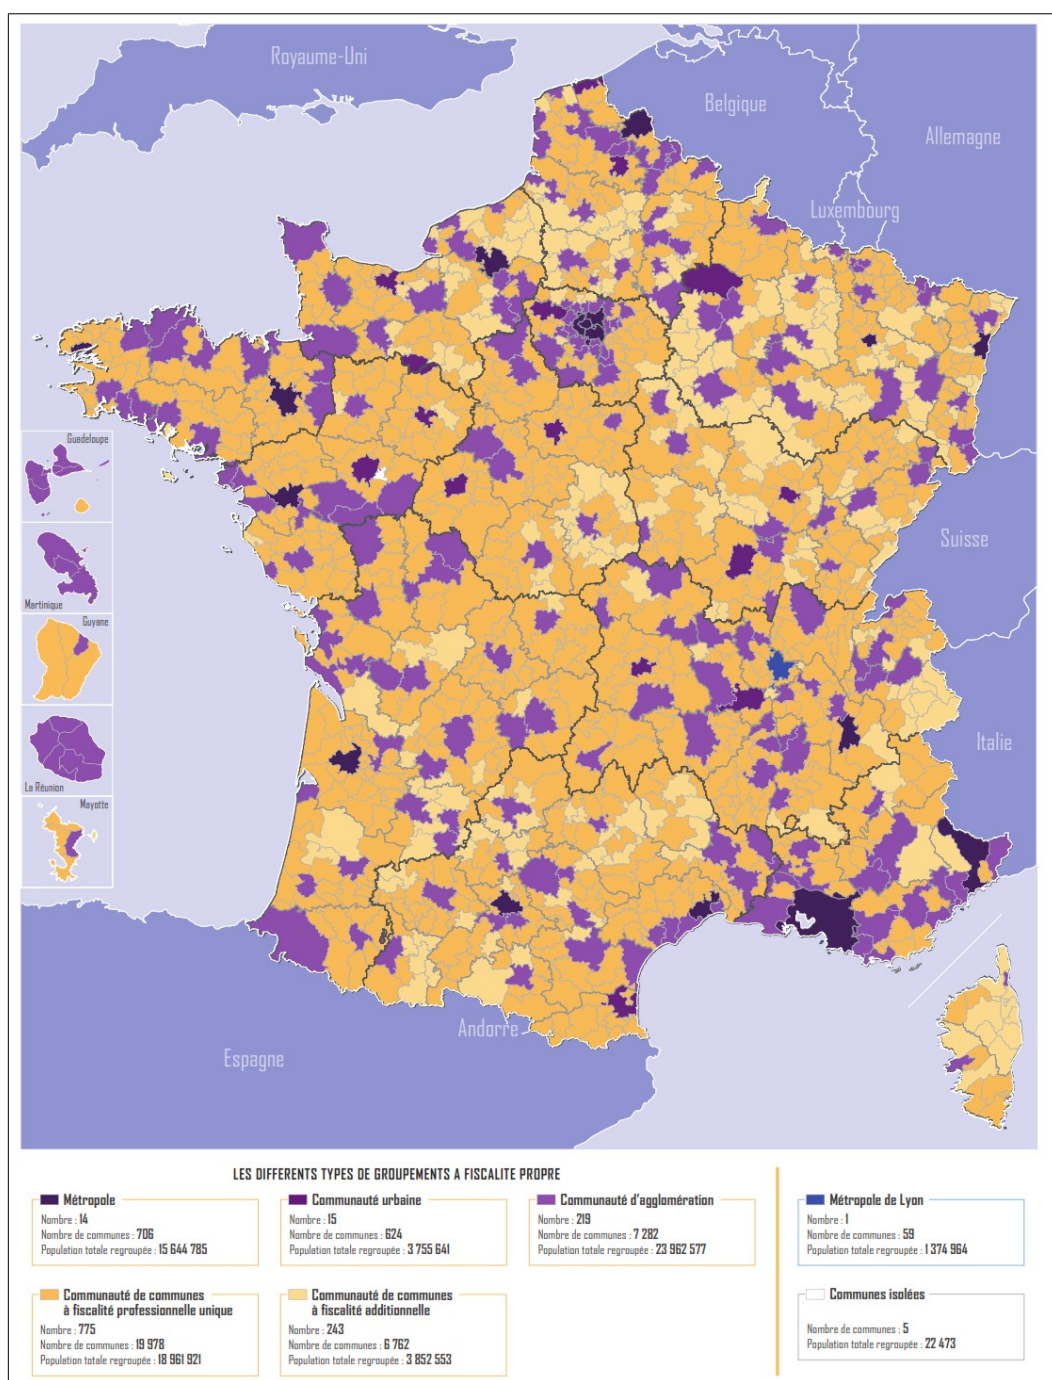 Royaume-Uni
Belgique
Allemagne
Luxembourg
Guadeloupe
Suisse
Martinique
Guyane
La Réunion
Italie
Mayotte
Andorre
Espagne
LES DIFFERENTS TYPES DE GROUPEMENTS A FISCALITE PROPRE
Métropole
Nombre : 14
Nombre de communes : 706
Population totale regroupée : 15 644 785
Communauté urbaine
Nombre : 15
Nombre de communes : 624
Population totale regroupée : 3 755 641
Communauté d'agglomération
Nombre : 219
Nombre de communes : 7 282
Population totale regroupée : 23 962 577
Métropole de Lyon
Nombre : 1
Nombre de communes : 59
Population totale regroupée : 1 374 964
Communauté de communes
à fiscalité professionnelle unique
Nombre : 775
Nombre de communes : 19 978
Population totale regroupée : 18 961 921
Communauté de communes
à fiscalité additionnelle
Nombre : 243
Nombre de communes : 6 762
Population totale regroupée : 3 852 553
Communes isolées
Nombre de communes : 5
Population totale regroupée : 22 473